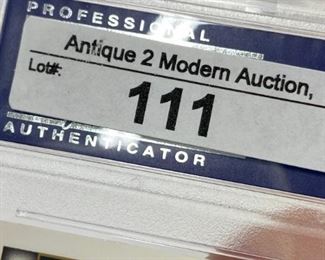 PROFESSIONAL
Antique 2 Modern Auction,
Lot#:
111
AUTHENTICATOR